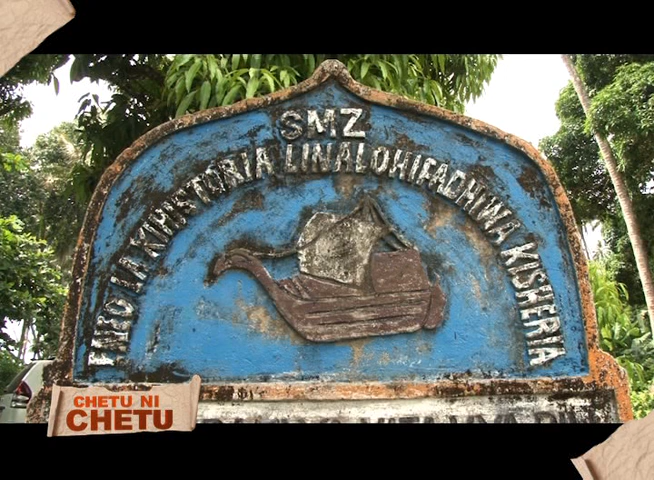 SMZ
ENEO LA KIHISTORIA LINALOHIFADHIWA KISHERIA
CHETU NI
CHETU